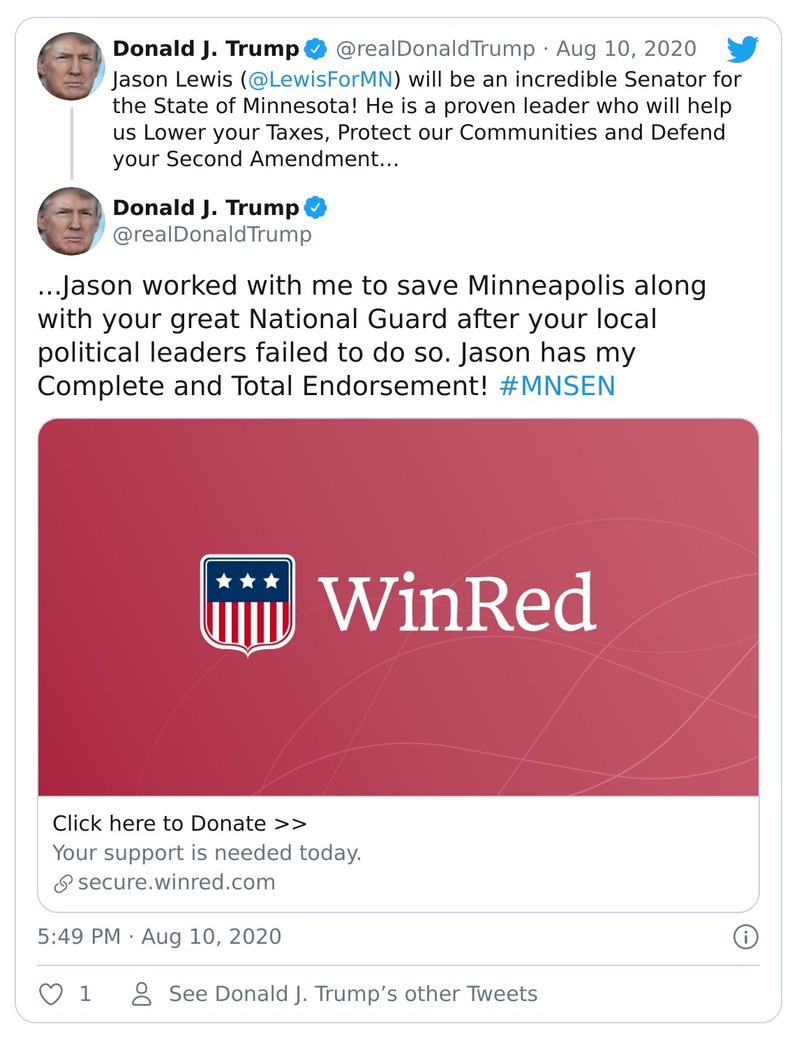 Donald J. Trump @realDonaldTrump · Aug 10, 2020
Jason Lewis (@LewisForMN) will be an incredible Senator for
the State of Minnesota! He is a proven leader who will help
us Lower your Taxes, Protect our Communities and Defend
your Second Amendment…
Donald J. Trump
@realDonaldTrump
...Jason worked with me to save Minneapolis along
with your great National Guard after your local
political leaders failed to do so. Jason has my
Complete and Total Endorsement! #MNSEN
WinRed
Click here to Donate >>
Your support is needed today.
secure.winred.com
5:49 PM · Aug 10, 2020
1 See Donald J. Trump’s other Tweets